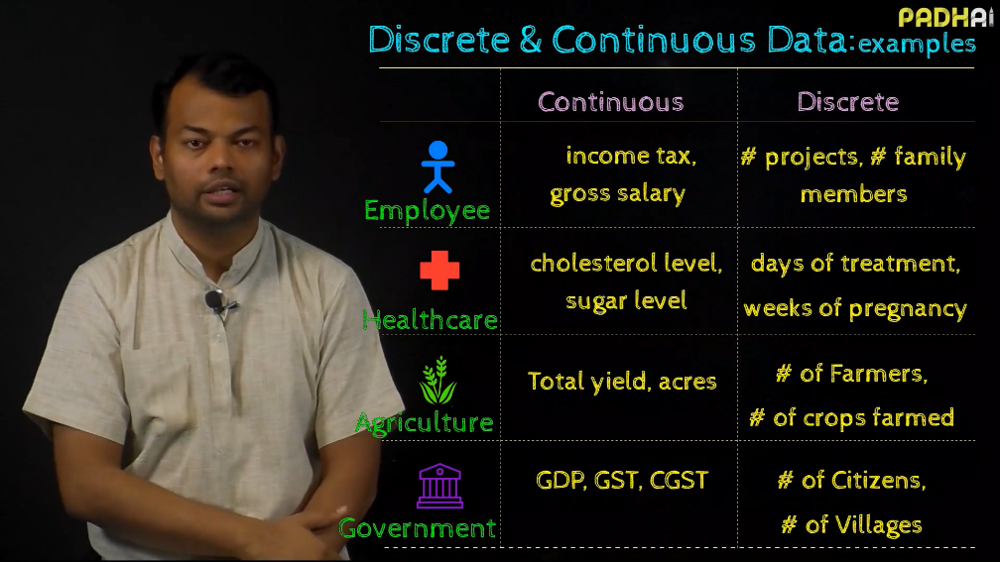 PADHAI
Discrete & Continuous Data: examples
Continuous
Discrete
Employee
income tax,
gross salary
# projects, # family
members
Healthcare
cholesterol level,
sugar level
days of treatment,
weeks of pregnancy
Agriculture
Total yield, acres
# of Farmers,
# of crops farmed
Government
GDP, GST, CGST
# of Citizens,
# of Villages